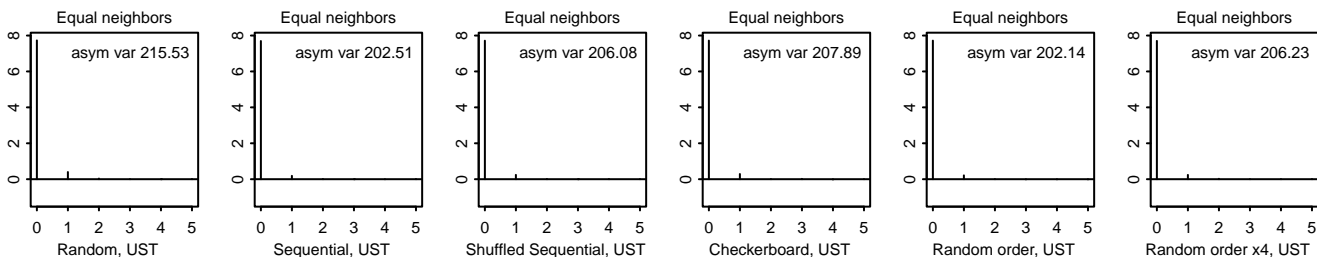 Equal neighbors
asym var 215.53
8
6
4
2
0
0 1 2 3 4 5
Random, UST
Equal neighbors
asym var 202.51
8
6
4
2
0
0 1 2 3 4 5
Sequential, UST
Equal neighbors
asym var 206.08
8
6
4
2
0
0 1 2 3 4 5
Shuffled Sequential, UST
Equal neighbors
asym var 207.89
8
6
4
2
0
0 1 2 3 4 5
Checkerboard, UST
Equal neighbors
asym var 202.14
8
6
4
2
0
0 1 2 3 4 5
Random order, UST
Equal neighbors
asym var 206.23
8
6
4
2
0
0 1 2 3 4 5
Random order x4, UST